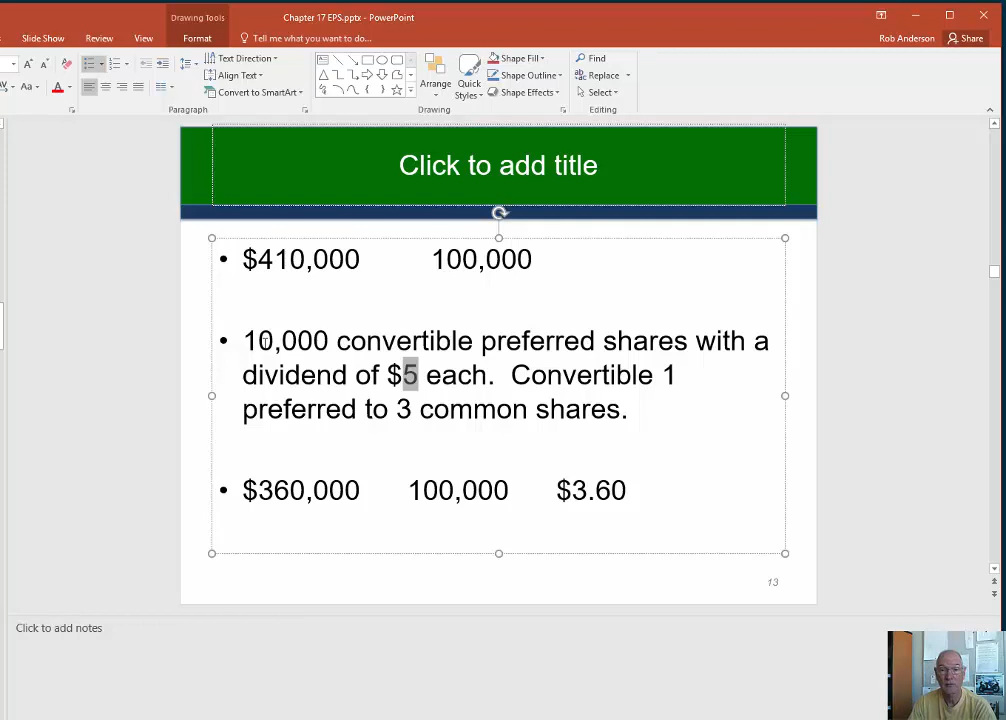 Drawing Tools
Chapter 17 EPS.pptx - PowerPoint
Slide Show Review View Format Tell me what you want to do... Rob Anderson Share
Text Direction
Align Text
Convert to SmartArt
Aa
A
Arrange
Quick
Styles
Shape Fill
Shape Outline
Shape Effects
Find
Replace
Select
Paragraph Drawing Editing
Click to add title
• $410,000 100,000
• 10,000 convertible preferred shares with a
dividend of $5 each. Convertible 1
preferred to 3 common shares.
• $360,000 100,000 $3.60
13
Click to add notes